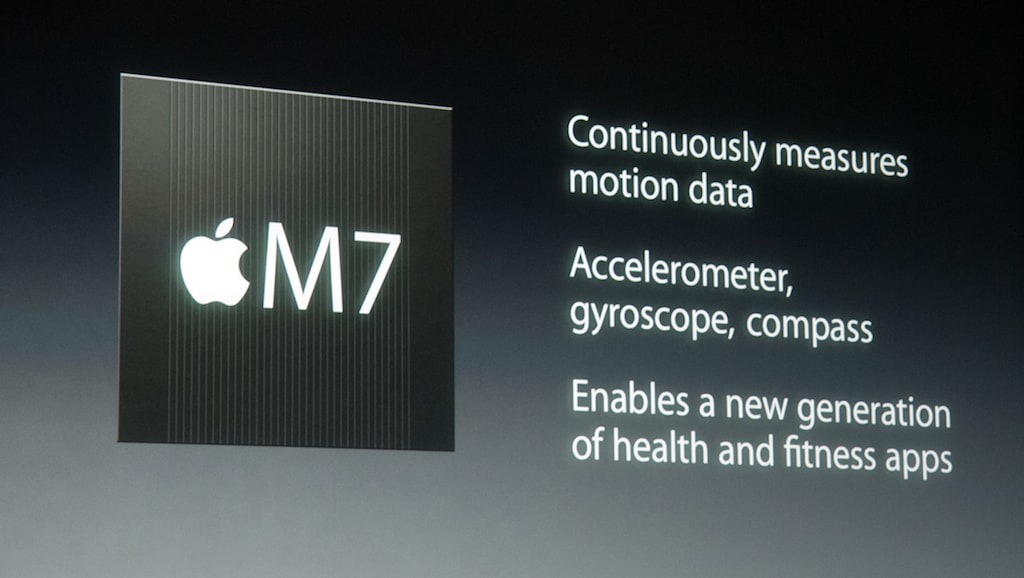 M7
Continuously measures
motion data
Accelerometer,
gyroscope, compass
Enables a new generation
of health and fitness apps